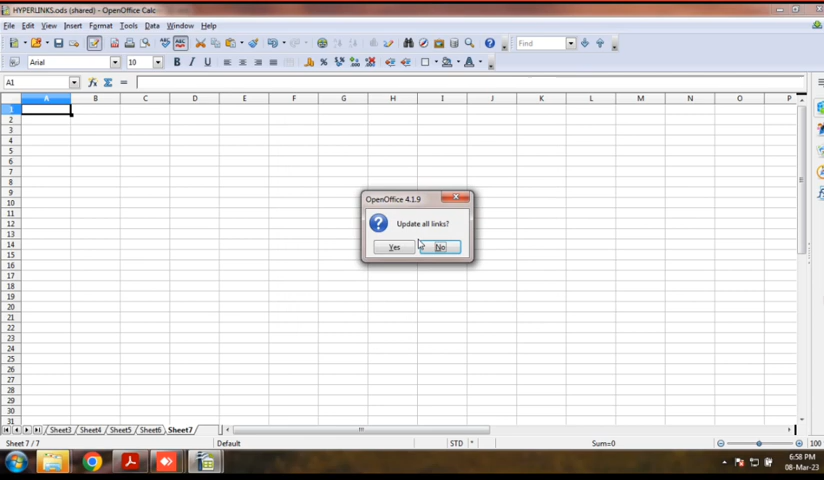 HYPERLINKS.ods (shared) - OpenOffice Calc
File Edit View Insert Format Tools Data Window Help
Find
Arial 10
A1
A B C D E F G H I J K L M N O P
1
2
3
4
5
6
7
8
9
10
11
12
13
14
15
16
17
18
19
20
21
22
23
24
25
26
27
28
29
30
31
OpenOffice 4.1.9
Update all links?
Yes No
Sheet3 Sheet4 Sheet5 Sheet6 Sheet7
Sheet 7 / 7 Default STD * Sum=0 100
6:58 PM
08-Mar-23